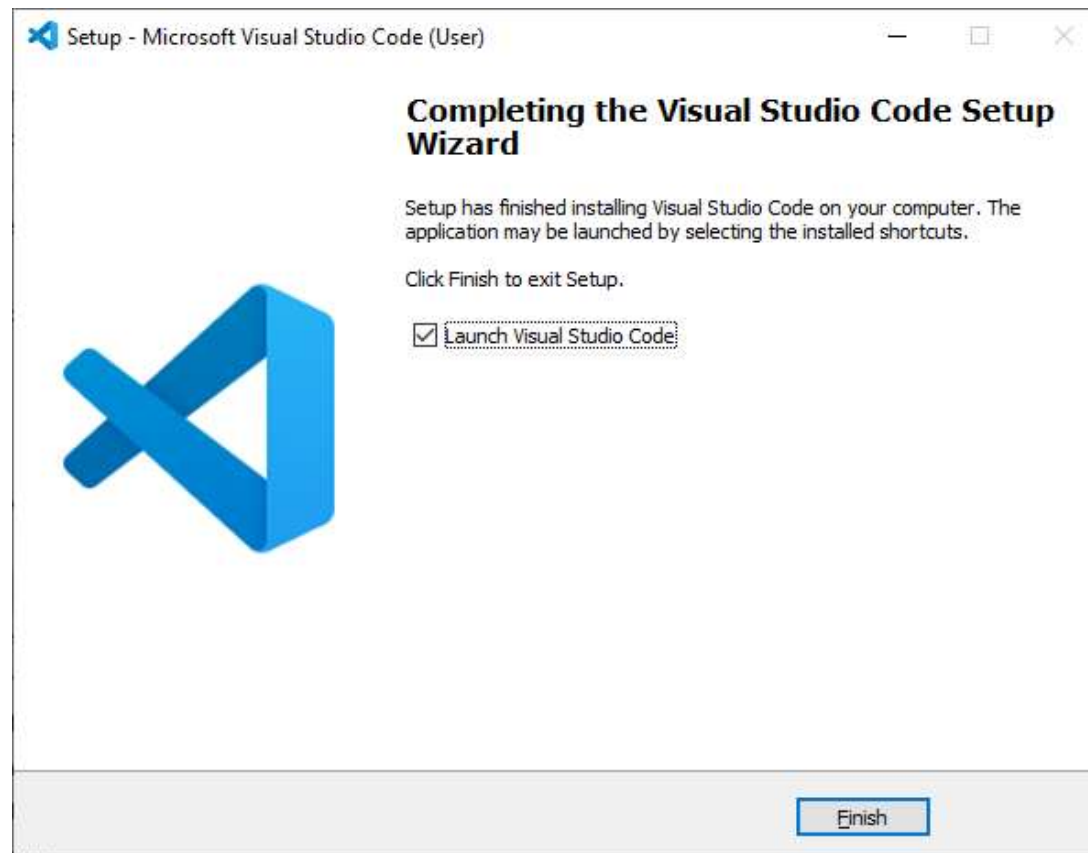 Setup - Microsoft Visual Studio Code (User)
Completing the Visual Studio Code Setup
Wizard
Setup has finished installing Visual Studio Code on your computer. The
application may be launched by selecting the installed shortcuts.
Click Finish to exit Setup.
Launch Visual Studio Code
Finish